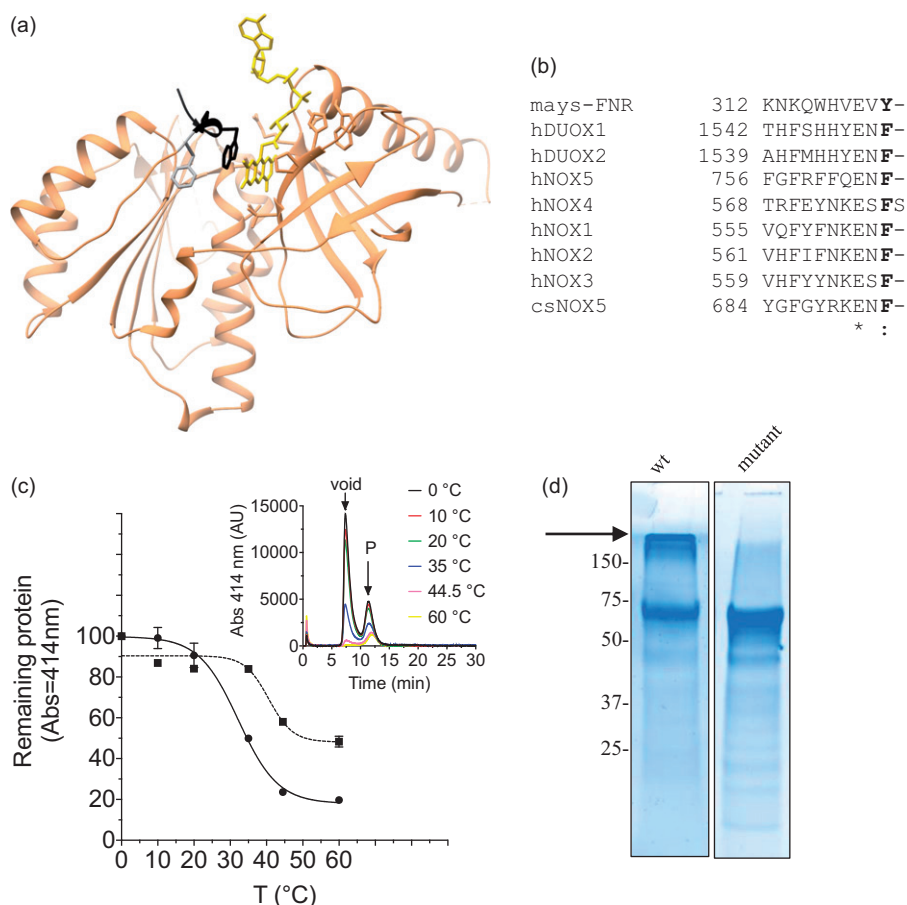 (a)
(b)
mays-FNR 312 KNKQWHVEVY-
hDUOX1 1542 THFSHHYENF-
hDUOX2 1539 AHFMHHYENF-
hNOX5 756 FGFRFFQENF-
hNOX4 568 TRFEYNKESFS
hNOX1 555 VQFYFNKENF-
hNOX2 561 VHFIFNKENF-
hNOX3 559 VHFYYNKESF-
csNOX5 684 YGFGYRKENF-
* :
(c)
Remaining protein
(Abs=414nm)
100
80
60
40
20
0
0 10 20 30 40 50 60
T (°C)
Abs 414 nm (AU)
15000
10000
5000
0
0 5 10 15 20 25 30
Time (min)
void
P
0 °C
10 °C
20 °C
35 °C
44.5 °C
60 °C
(d)
wt
mutant
150-
75-
50-
37-
25-